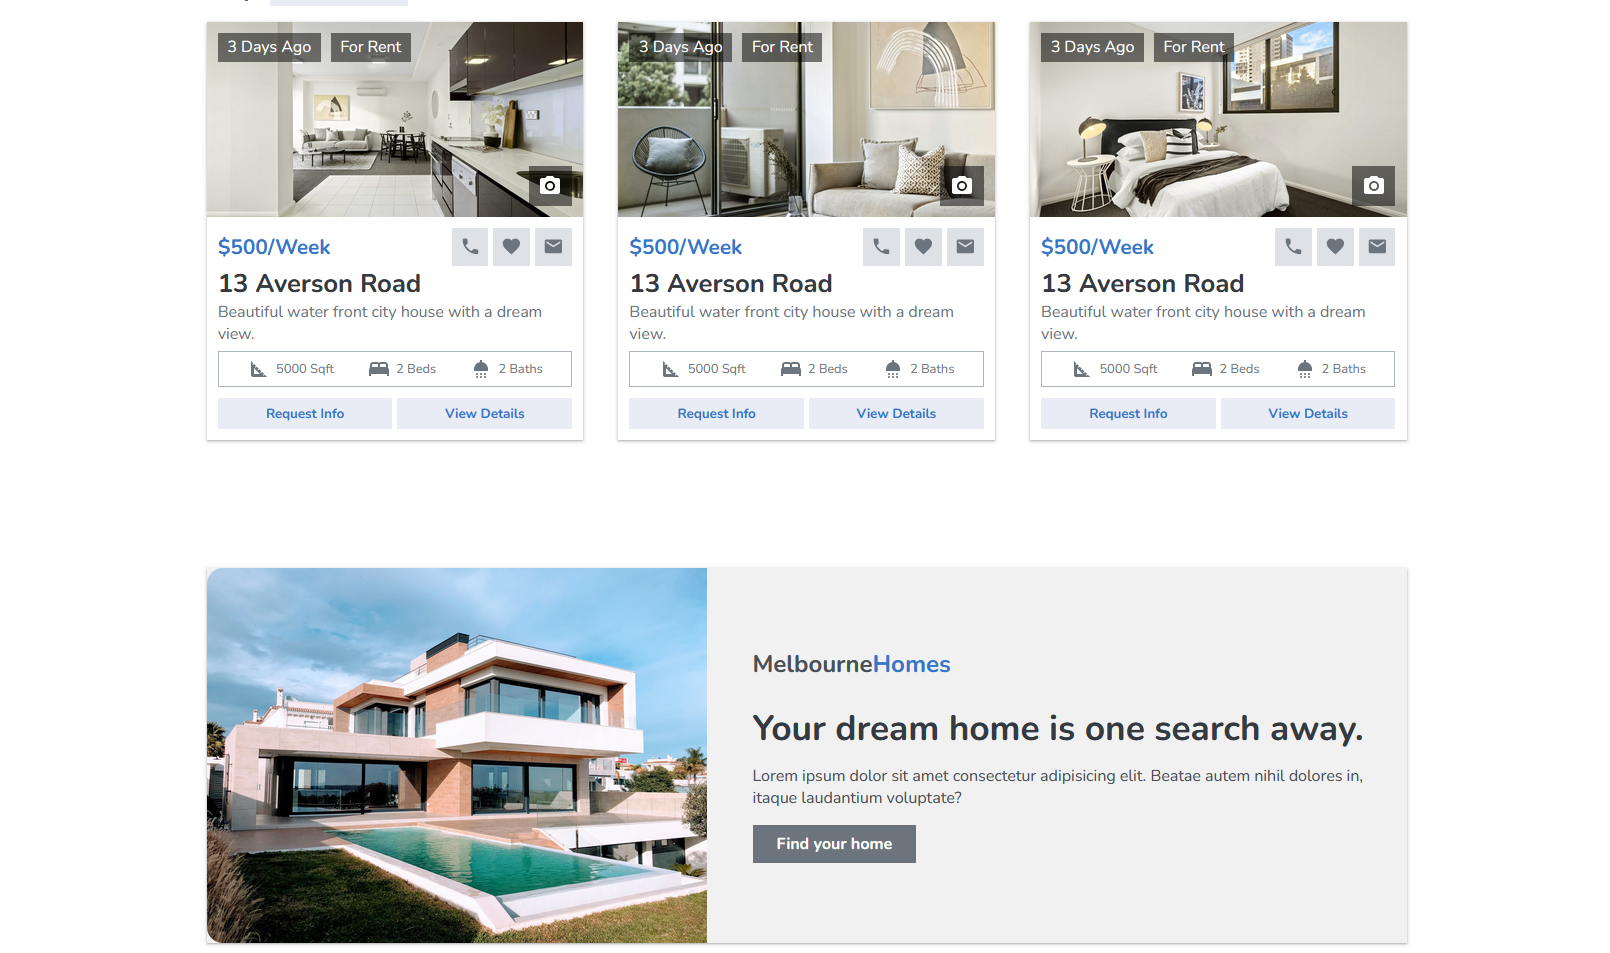 3 Days Ago For Rent
$500/Week
13 Averson Road
Beautiful water front city house with a dream
view.
5000 Sqft 2 Beds 2 Baths
Request Info View Details
3 Days Ago For Rent
$500/Week
13 Averson Road
Beautiful water front city house with a dream
view.
5000 Sqft 2 Beds 2 Baths
Request Info View Details
3 Days Ago For Rent
$500/Week
13 Averson Road
Beautiful water front city house with a dream
view.
5000 Sqft 2 Beds 2 Baths
Request Info View Details
MelbourneHomes
Your dream home is one search away.
Lorem ipsum dolor sit amet consectetur adipisicing elit. Beatae autem nihil dolores in,
itaque laudantium voluptate?
Find your home